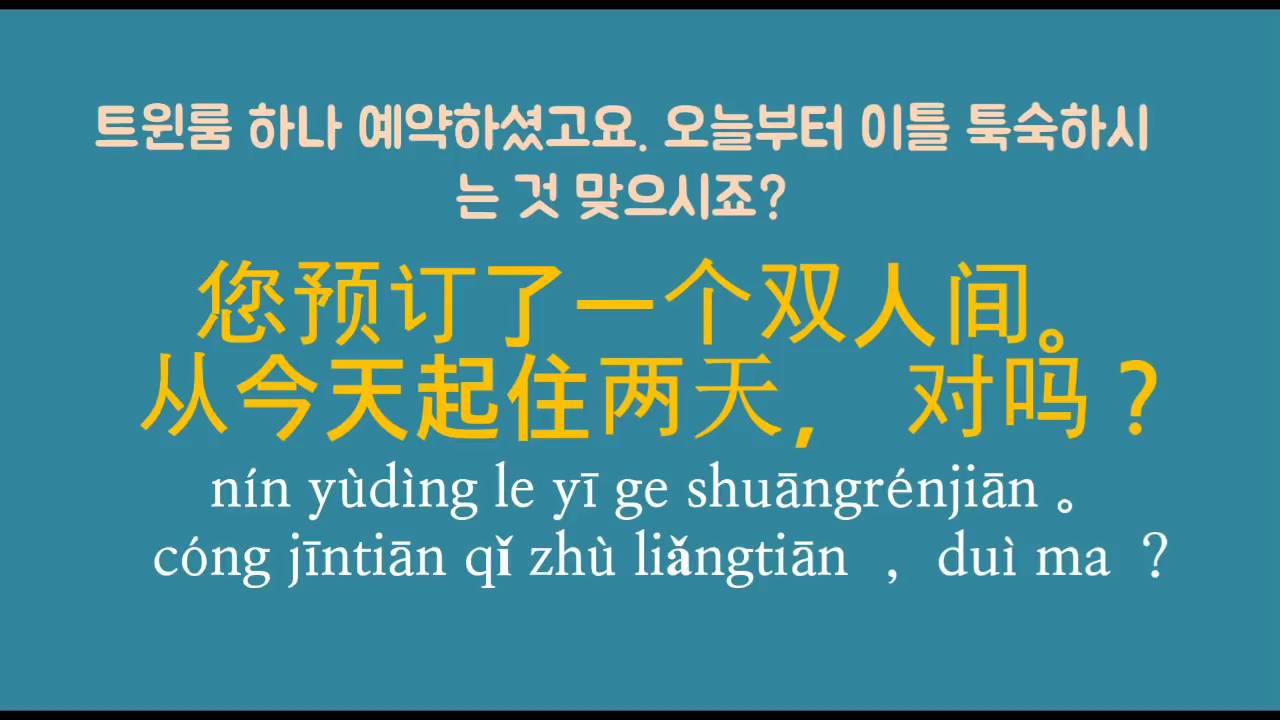 트윈룸 하나 예약하셨고요. 오늘부터 이틀 툭숙하시
는 것 맞으시죠?
您预订了一个双人间。
从今天起住两天， 对吗？
nín yùdìng le yī ge shuāngrénjiān 。
cóng jīntiān qǐ zhù liǎngtiān ， duì ma ？